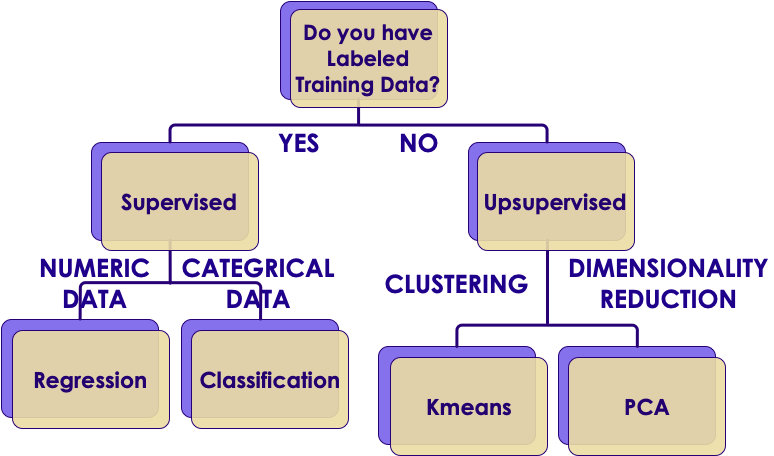 Do you have
Labeled
Training Data?
YES
NO
Supervised
Upsupervised
NUMERIC
DATA
CATEGRICAL
DATA
CLUSTERING
DIMENSIONALITY
REDUCTION
Regression
Classification
Kmeans
PCA